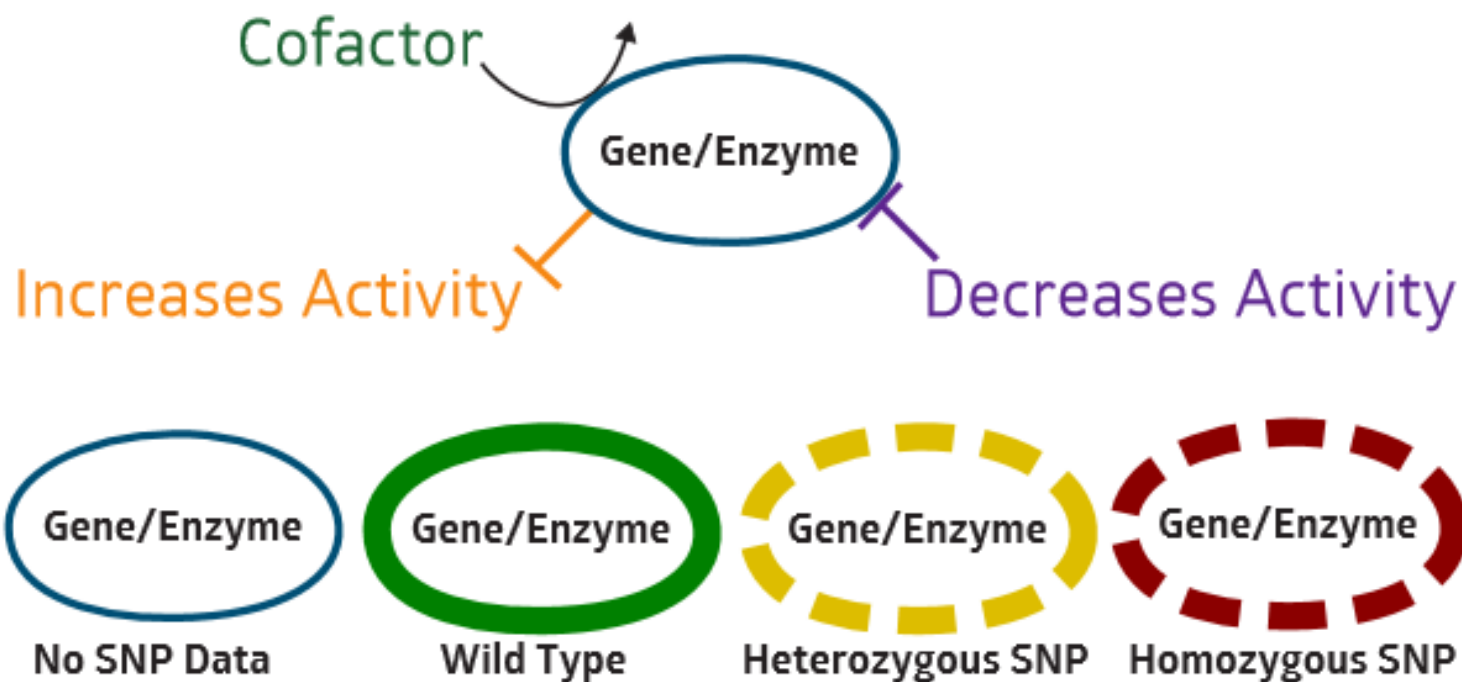 Cofactor
Gene/Enzyme
Increases Activity
Decreases Activity
Gene/Enzyme
Gene/Enzyme
Gene/Enzyme
Gene/Enzyme
No SNP Data
Wild Type
Heterozygous SNP
Homozygous SNP